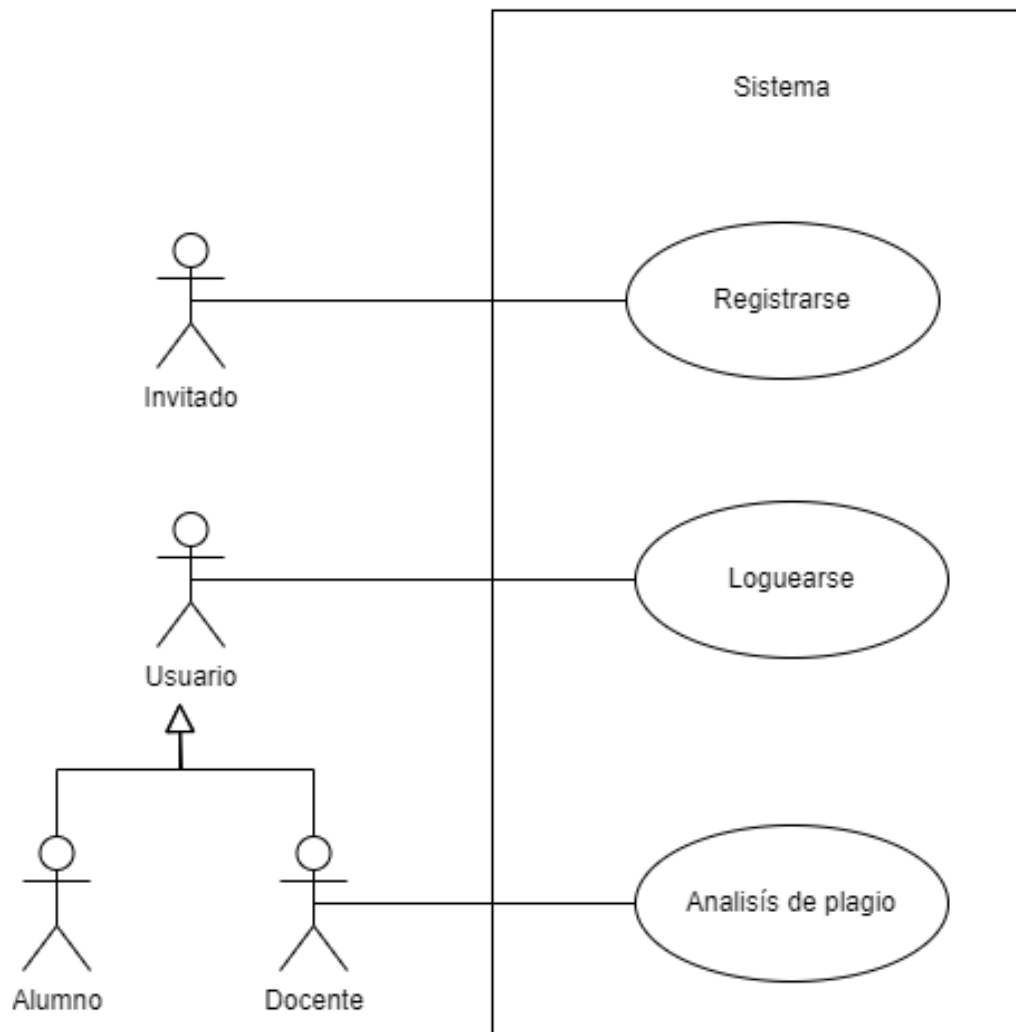 Sistema
Registrarse
Invitado
Loguearse
Usuario
Analisís de plagio
Alumno
Docente